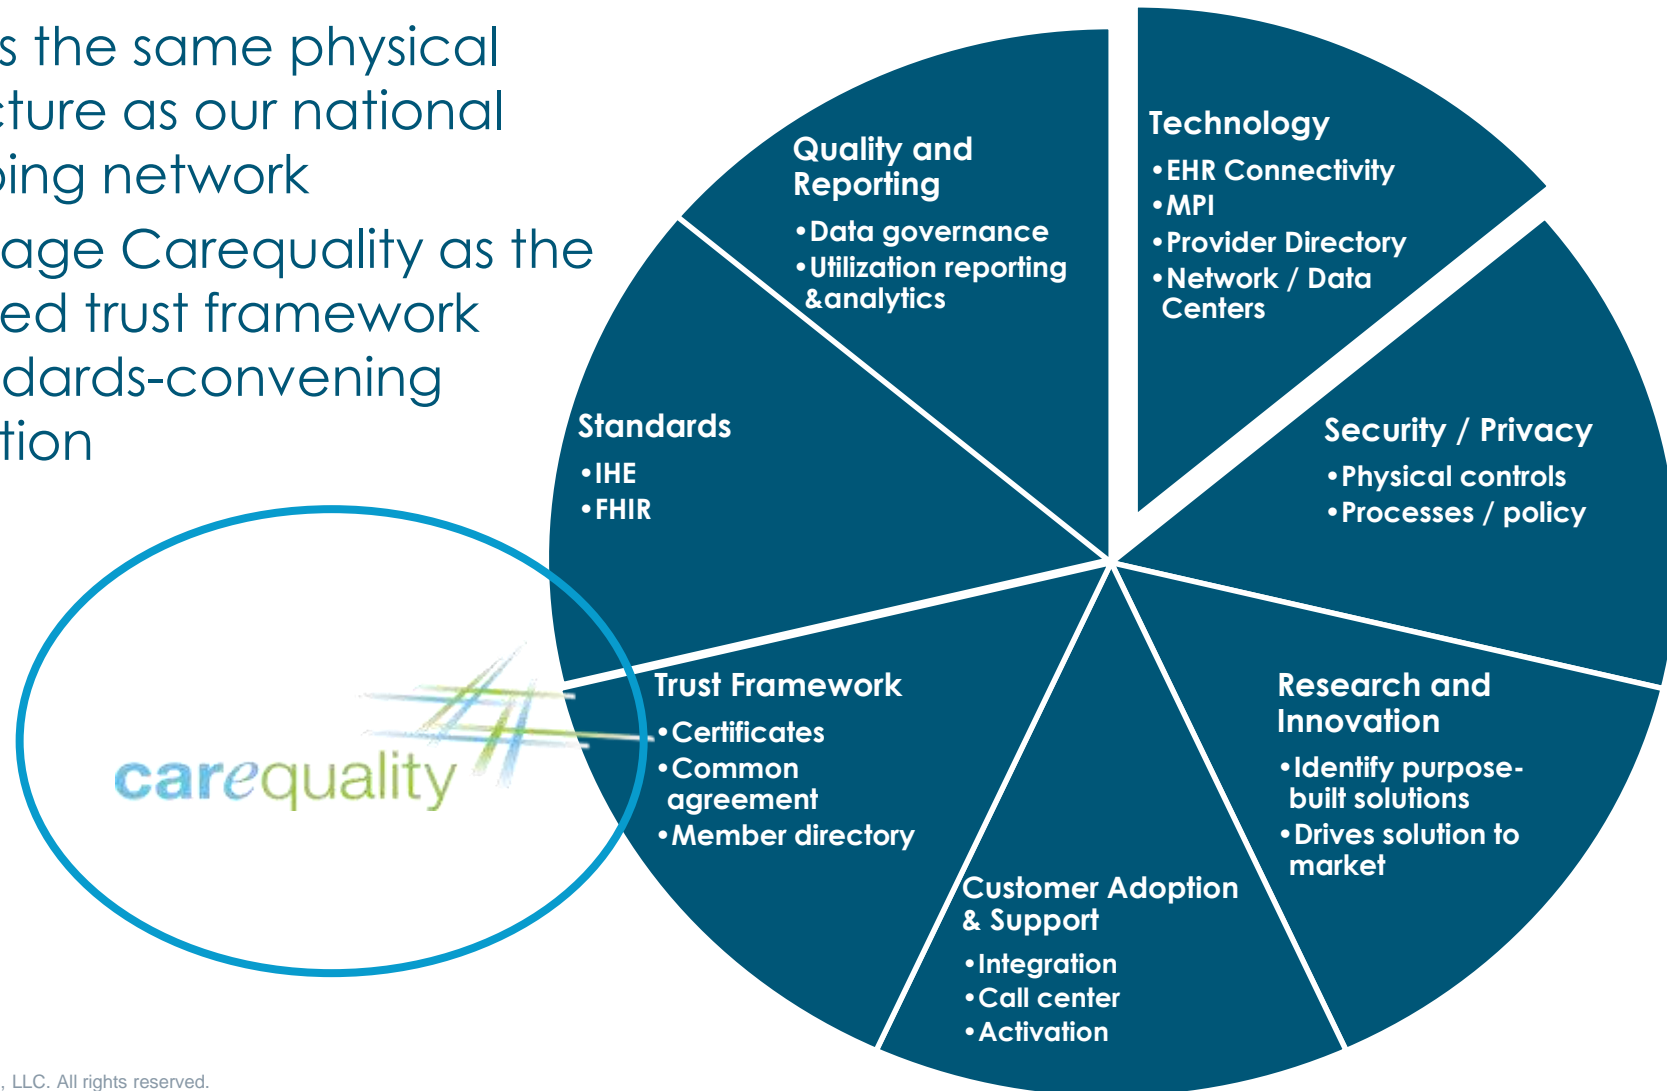 s the same physical
cture as our national
bing network
age Carequality as the
ed trust framework
dards-convening
tion
Quality and
Reporting
•Data governance
•Utilization reporting
&analytics
Technology
•EHR Connectivity
•MPI
•Provider Directory
•Network / Data
Centers
Standards
•IHE
•FHIR
Security / Privacy
•Physical controls
•Processes / policy
carequality
Trust Framework
•Certificates
•Common
agreement
•Member directory
Research and
Innovation
•Identify purpose-
built solutions
•Drives solution to
market
Customer Adoption
& Support
•Integration
•Call center
•Activation
, LLC. All rights reserved.